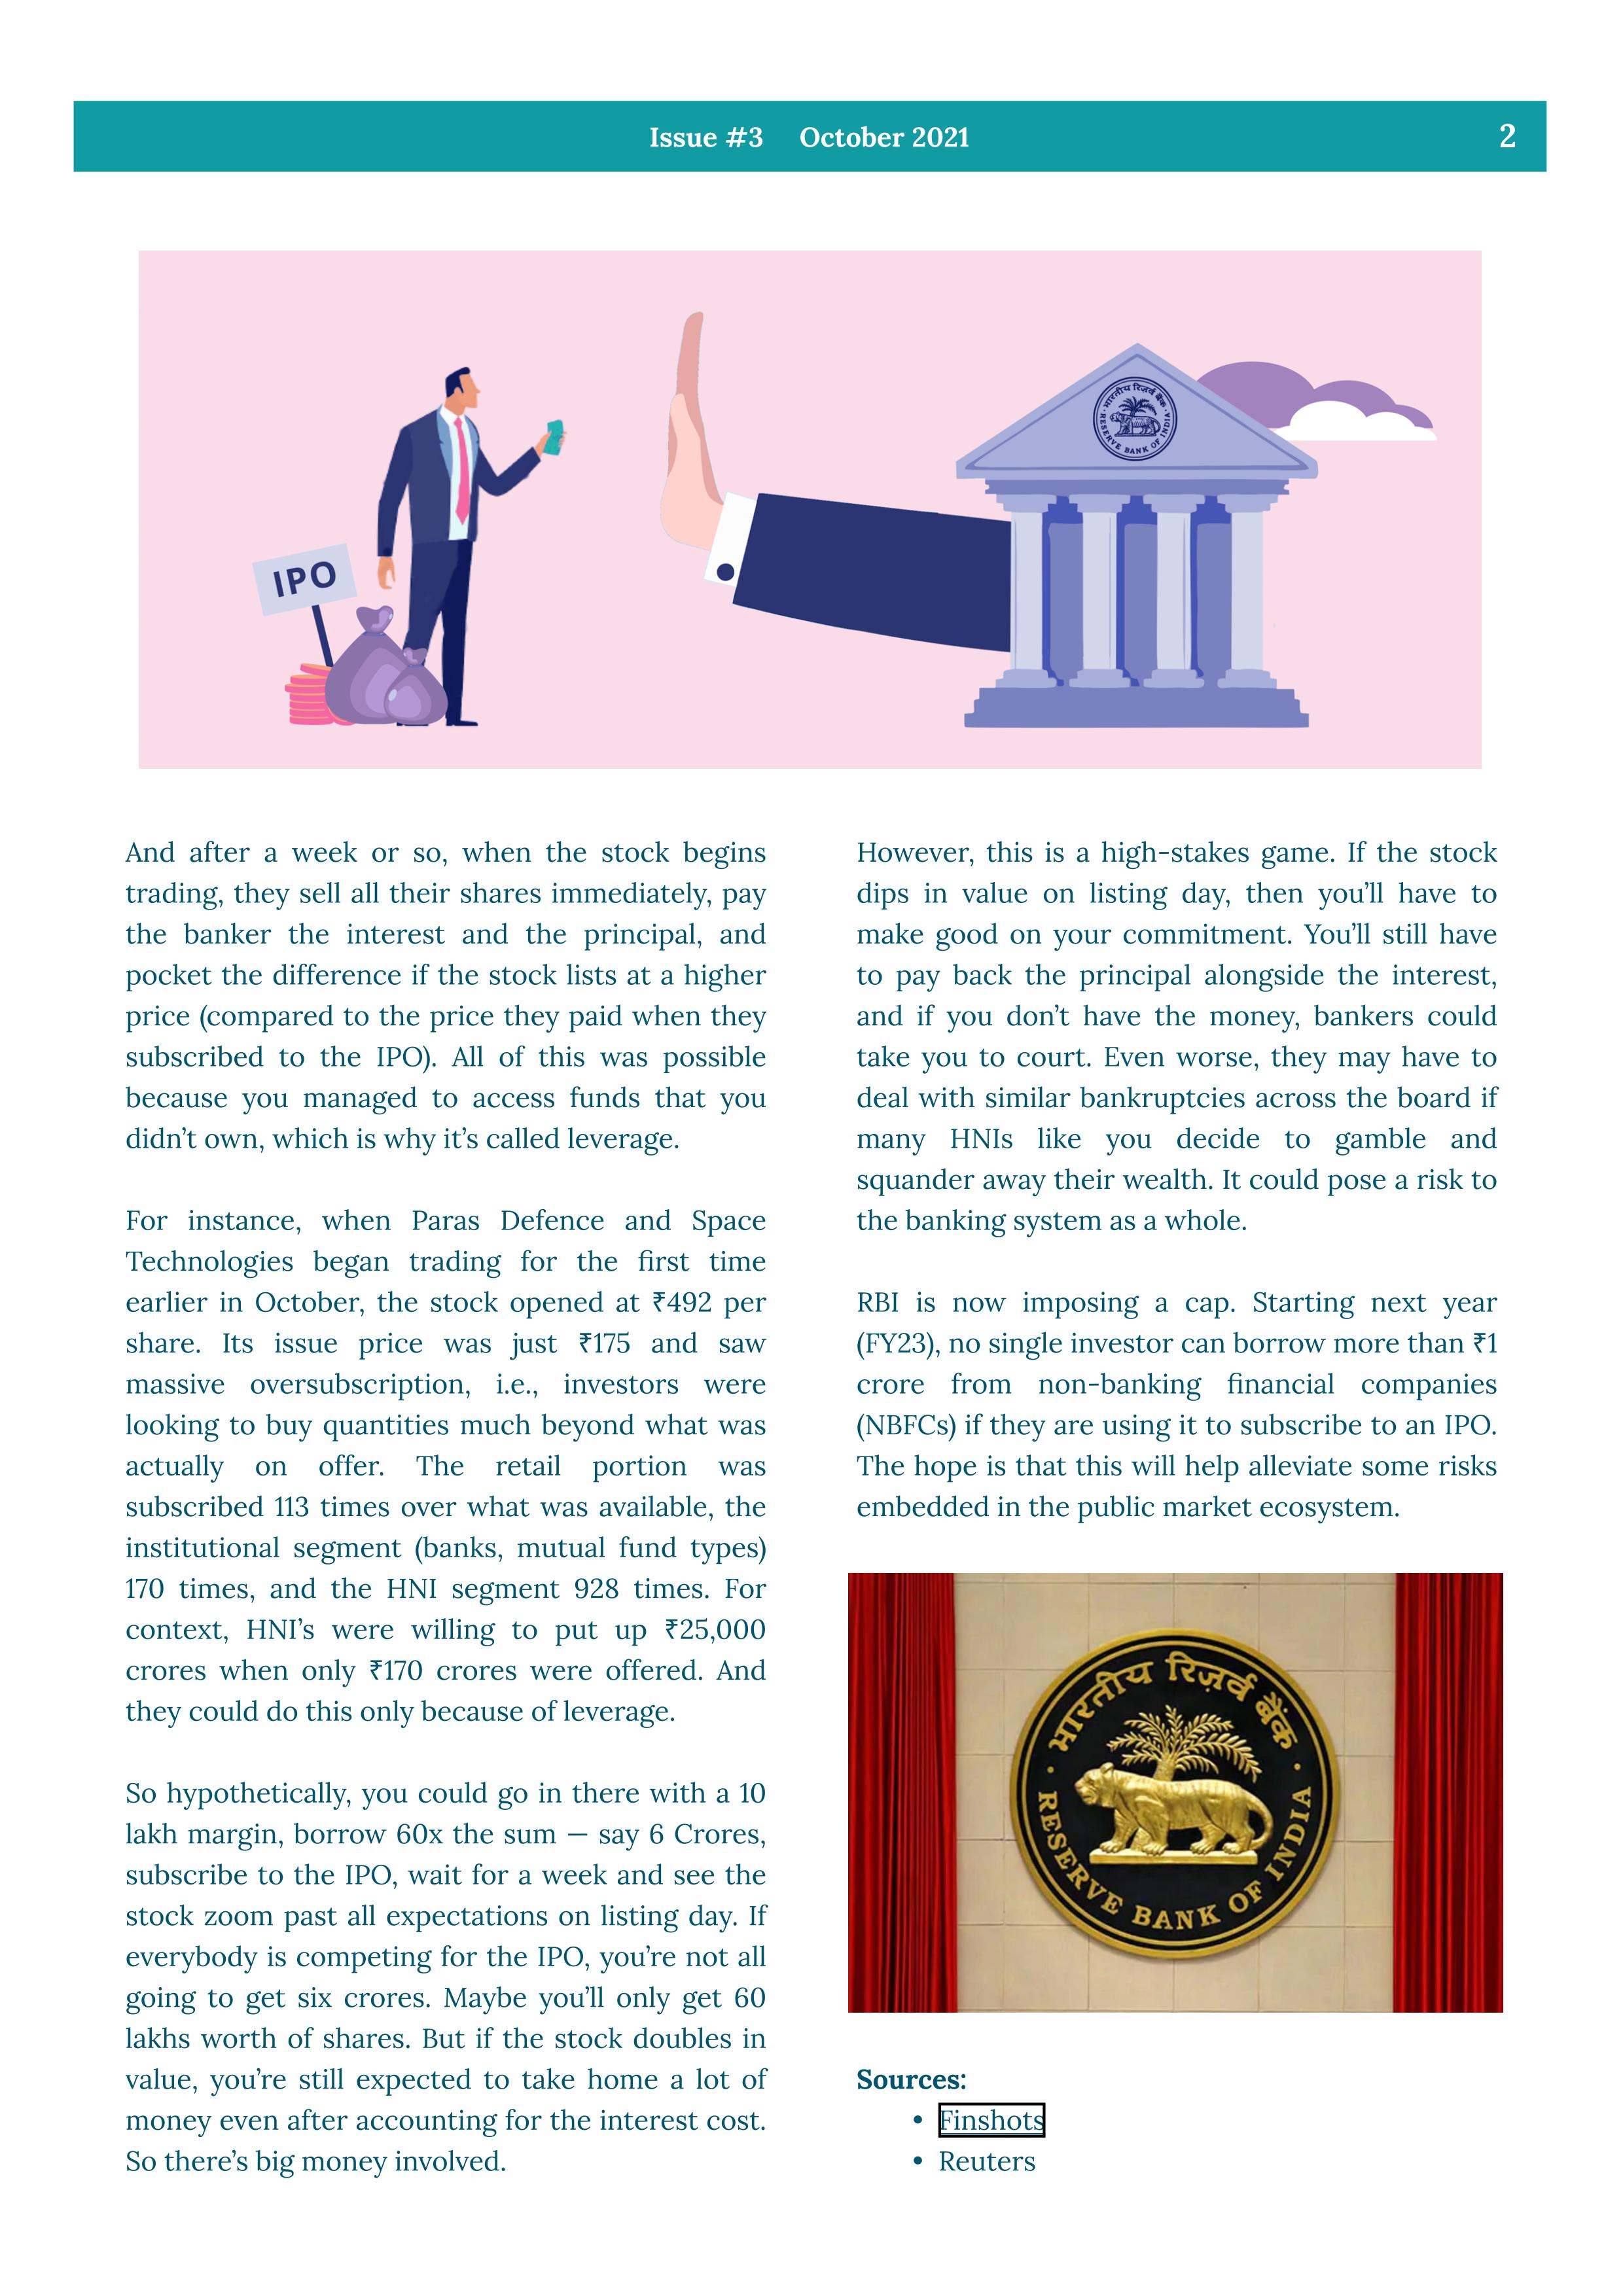 Issue #3 October 2021
2
IPO
भारतीय रिज़र्व बैंक
RESERVE BANK OF INDIA
And after a week or so, when the stock begins
trading, they sell all their shares immediately, pay
the banker the interest and the principal, and
pocket the difference if the stock lists at a higher
price (compared to the price they paid when they
subscribed to the IPO). All of this was possible
because you managed to access funds that you
didn’t own, which is why it’s called leverage.
For instance, when Paras Defence and Space
Technologies began trading for the first time
earlier in October, the stock opened at ₹492 per
share. Its issue price was just ₹175 and saw
massive oversubscription, i.e., investors were
looking to buy quantities much beyond what was
actually on offer. The retail portion was
subscribed 113 times over what was available, the
institutional segment (banks, mutual fund types)
170 times, and the HNI segment 928 times. For
context, HNI’s were willing to put up ₹25,000
crores when only ₹170 crores were offered. And
they could do this only because of leverage.
So hypothetically, you could go in there with a 10
lakh margin, borrow 60x the sum — say 6 Crores,
subscribe to the IPO, wait for a week and see the
stock zoom past all expectations on listing day. If
everybody is competing for the IPO, you’re not all
going to get six crores. Maybe you’ll only get 60
lakhs worth of shares. But if the stock doubles in
value, you’re still expected to take home a lot of
money even after accounting for the interest cost.
So there’s big money involved.
However, this is a high-stakes game. If the stock
dips in value on listing day, then you’ll have to
make good on your commitment. You’ll still have
to pay back the principal alongside the interest,
and if you don’t have the money, bankers could
take you to court. Even worse, they may have to
deal with similar bankruptcies across the board if
many HNIs like you decide to gamble and
squander away their wealth. It could pose a risk to
the banking system as a whole.
RBI is now imposing a cap. Starting next year
(FY23), no single investor can borrow more than ₹1
crore from non-banking financial companies
(NBFCs) if they are using it to subscribe to an IPO.
The hope is that this will help alleviate some risks
embedded in the public market ecosystem.
भारतीय रिज़र्व बैंक
RESERVE BANK OF INDIA
Sources:
• Finshots
• Reuters